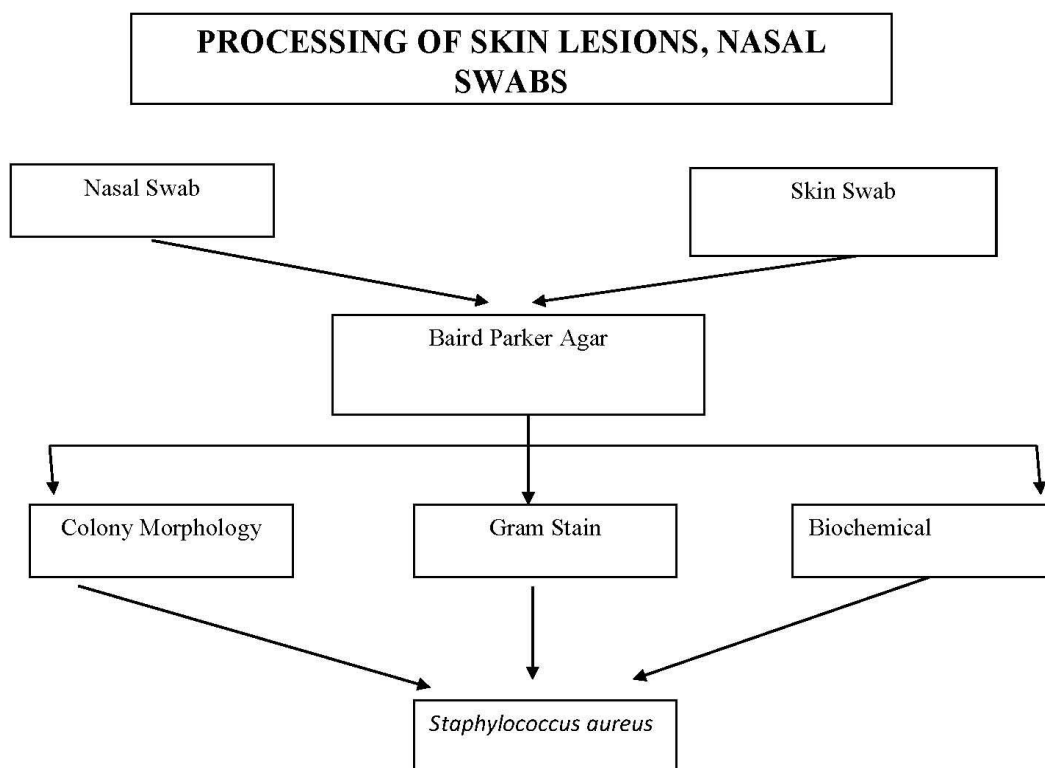 PROCESSING OF SKIN LESIONS, NASAL
SWABS
Nasal Swab
Skin Swab
Baird Parker Agar
Colony Morphology
Gram Stain
Biochemical
Staphylococcus aureus